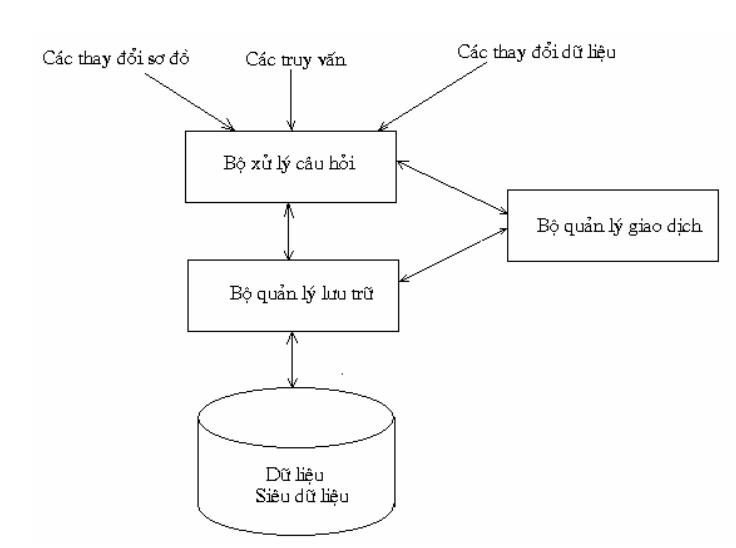 Các thay đổi sơ đồ
Các truy vấn
Các thay đổi dữ liệu
Bộ xử lý câu hỏi
Bộ quản lý giao dịch
Bộ quản lý lưu trữ
Dữ liệu
Siêu dữ liệu